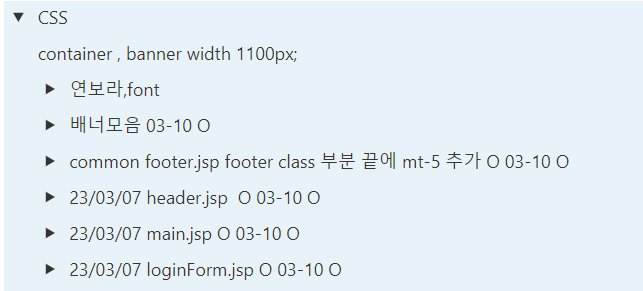 CSS
container , banner width 1100px;
연보라,font
배너모음 03-10 O
common footer.jsp footer class 부분 끝에 mt-5 추가 O 03-10 O
23/03/07 header.jsp  O 03-10 O
23/03/07 main.jsp O 03-10 O
23/03/07 loginForm.jsp O 03-10 O